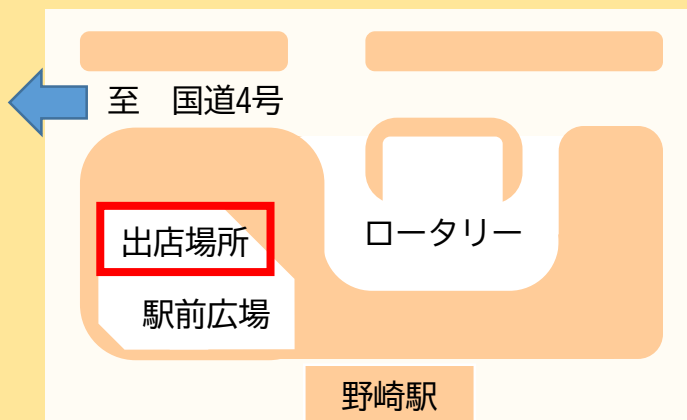 至　国道4号
ロータリー
出店場所
駅前広場
野崎駅